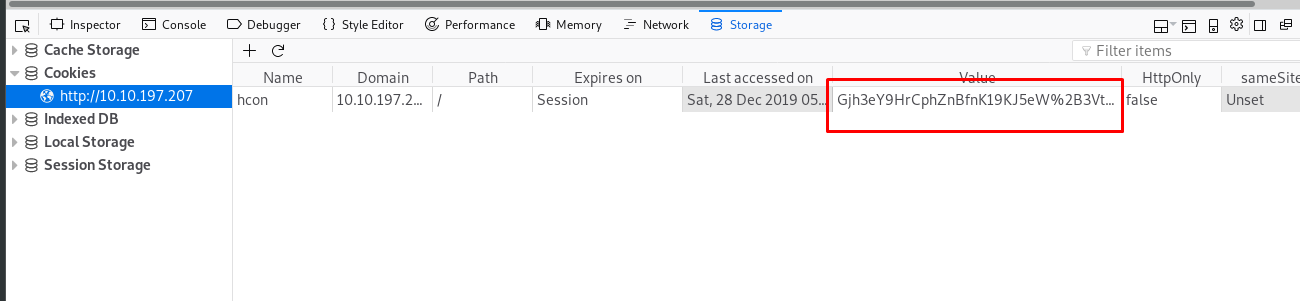 Inspector Console Debugger Style Editor Performance Memory Network Storage
Cache Storage
Cookies
http://10.10.197.207
Indexed DB
Local Storage
Session Storage
Filter items
Name Domain Path Expires on Last accessed on Value HttpOnly sameSite
hcon 10.10.197.2... / Session Sat, 28 Dec 2019 05... Gjh3eY9HrCphZnBfnK19KJ5eW%2B3Vt... false Unset